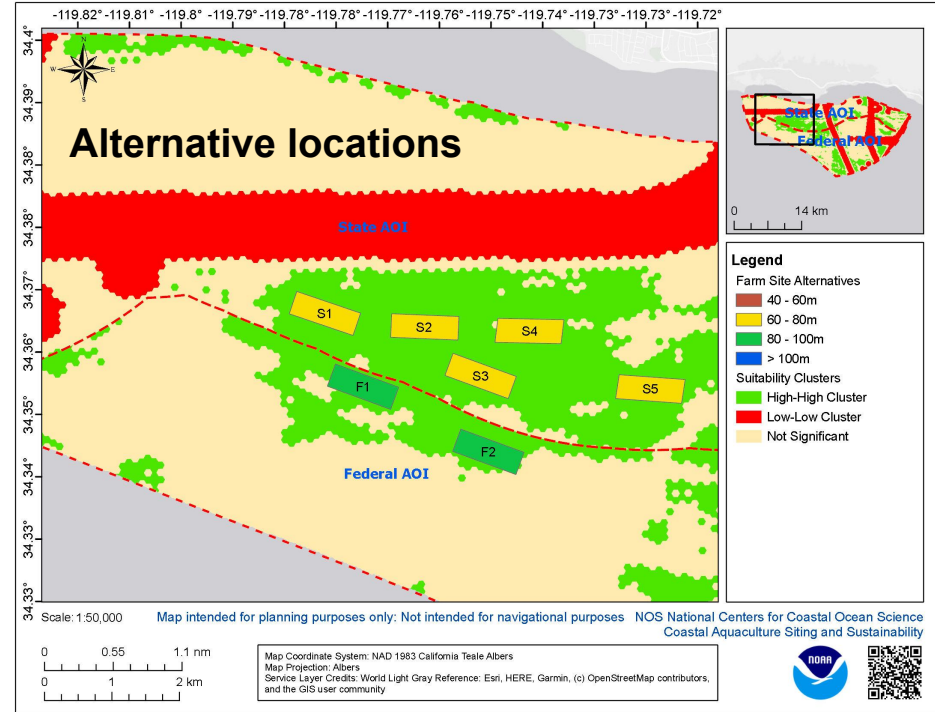 -119.82° -119.81° -119.8° -119.79° -119.78° -119.78° -119.77° -119.76° -119.75° -119.74° -119.73° -119.73° -119.72°
34.4°
34.39°
34.38°
34.38°
34.37°
34.36°
34.35°
34.34°
34.33°
34.33°
N
W E
S
Alternative locations
State AOI
S1
S2
S4
S3
S5
F1
F2
Federal AOI
State AOI
Federal AOI
0 14 km
Legend
Farm Site Alternatives
40 - 60m
60 - 80m
80 - 100m
> 100m
Suitability Clusters
High-High Cluster
Low-Low Cluster
Not Significant
Scale: 1:50,000
Map intended for planning purposes only: Not intended for navigational purposes
NOS National Centers for Coastal Ocean Science
Coastal Aquaculture Siting and Sustainability
0 0.55 1.1 nm
0 1 2 km
Map Coordinate System: NAD 1983 California Teale Albers
Map Projection: Albers
Service Layer Credits: World Light Gray Reference: Esri, HERE, Garmin, (c) OpenStreetMap contributors,
and the GIS user community
NOAA